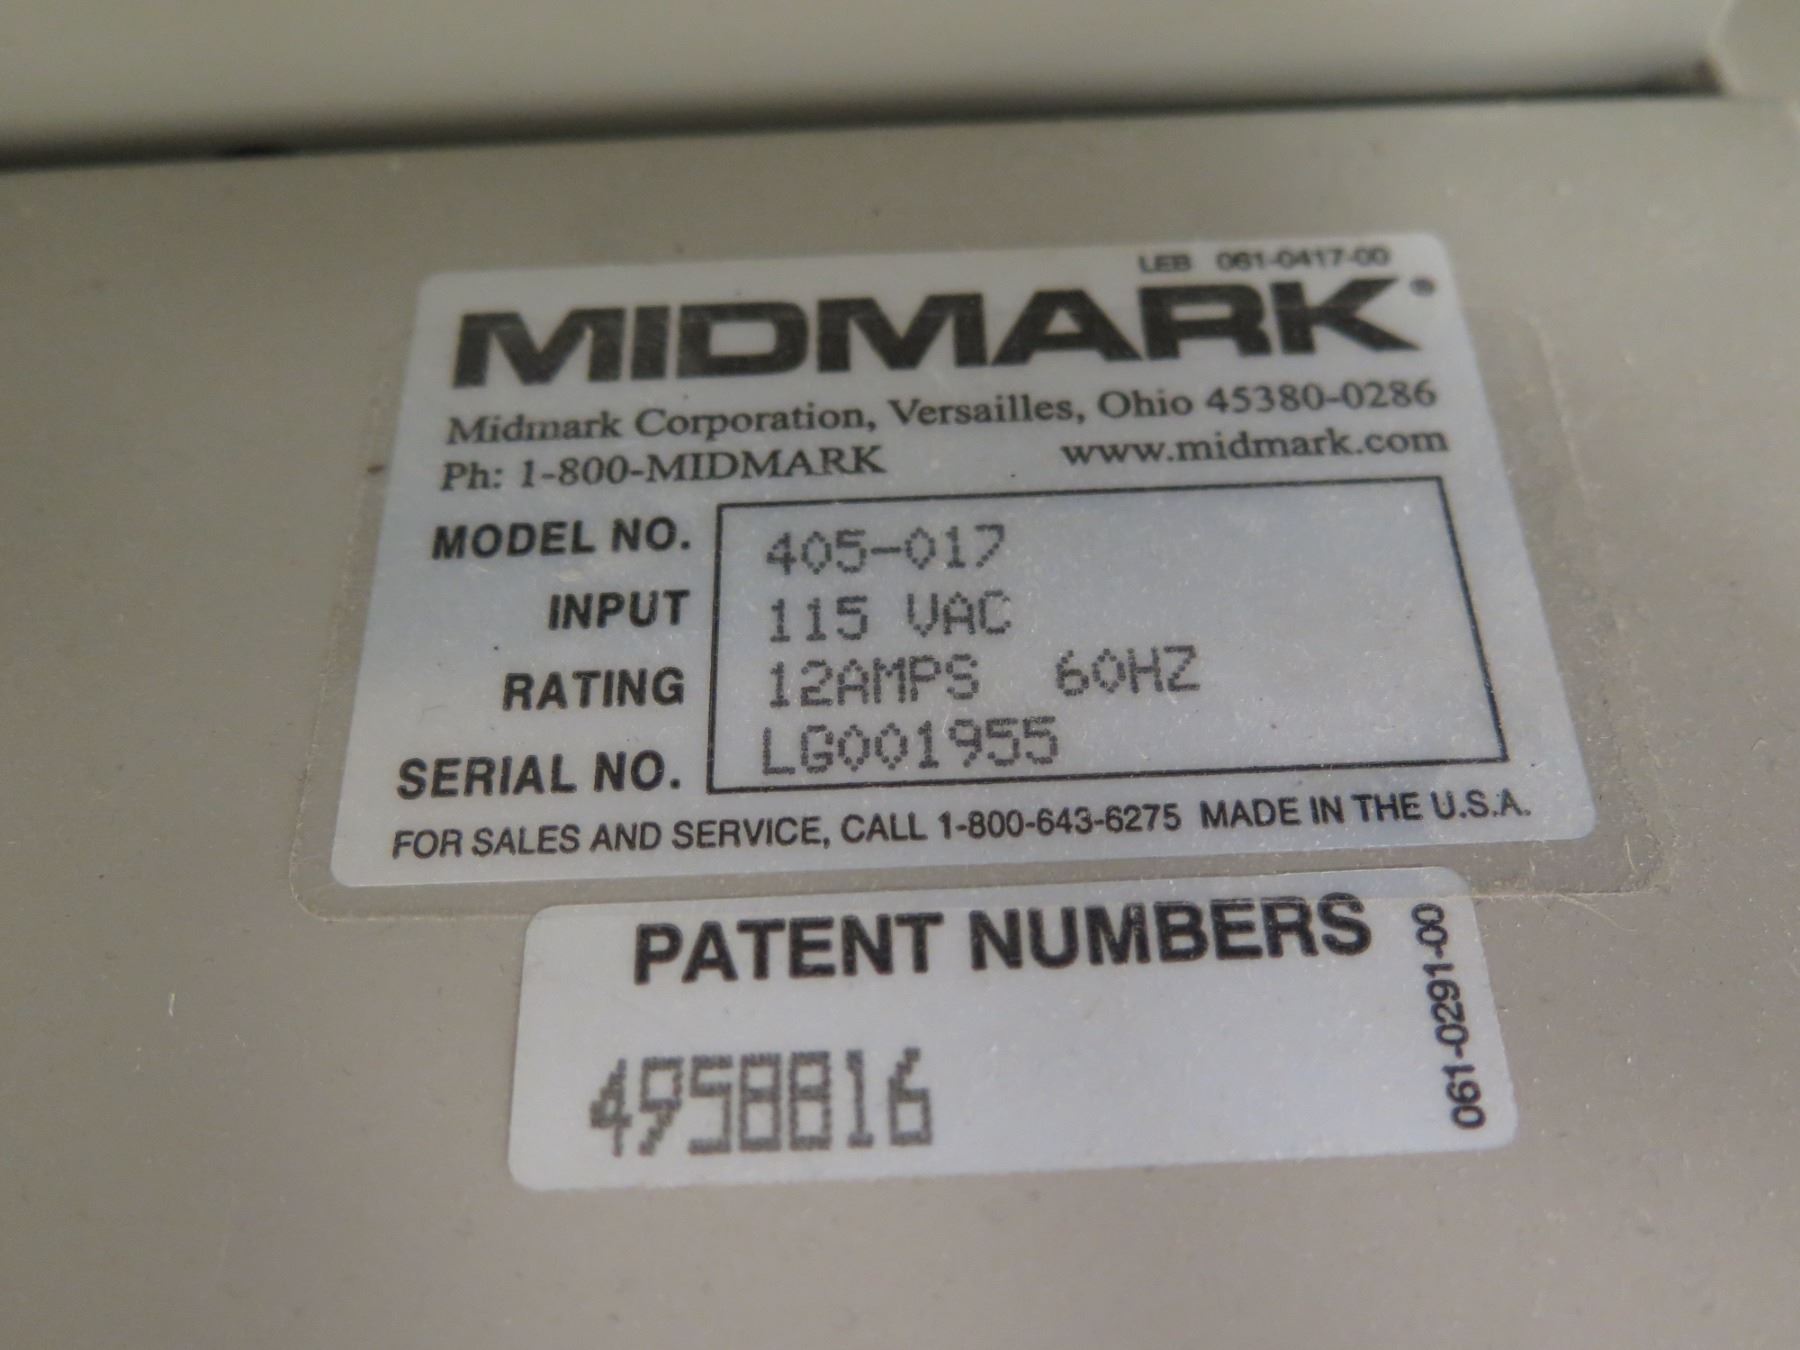 LEB 061-0417-00
MIDMARK®
Midmark Corporation, Versailles, Ohio 45380-0286
Ph: 1-800-MIDMARK www.midmark.com
MODEL NO. 405-017
INPUT 115 VAC
RATING 12AMPS 60HZ
SERIAL NO. LG001955
FOR SALES AND SERVICE, CALL 1-800-643-6275 MADE IN THE U.S.A.
PATENT NUMBERS
4958816
061-0291-00